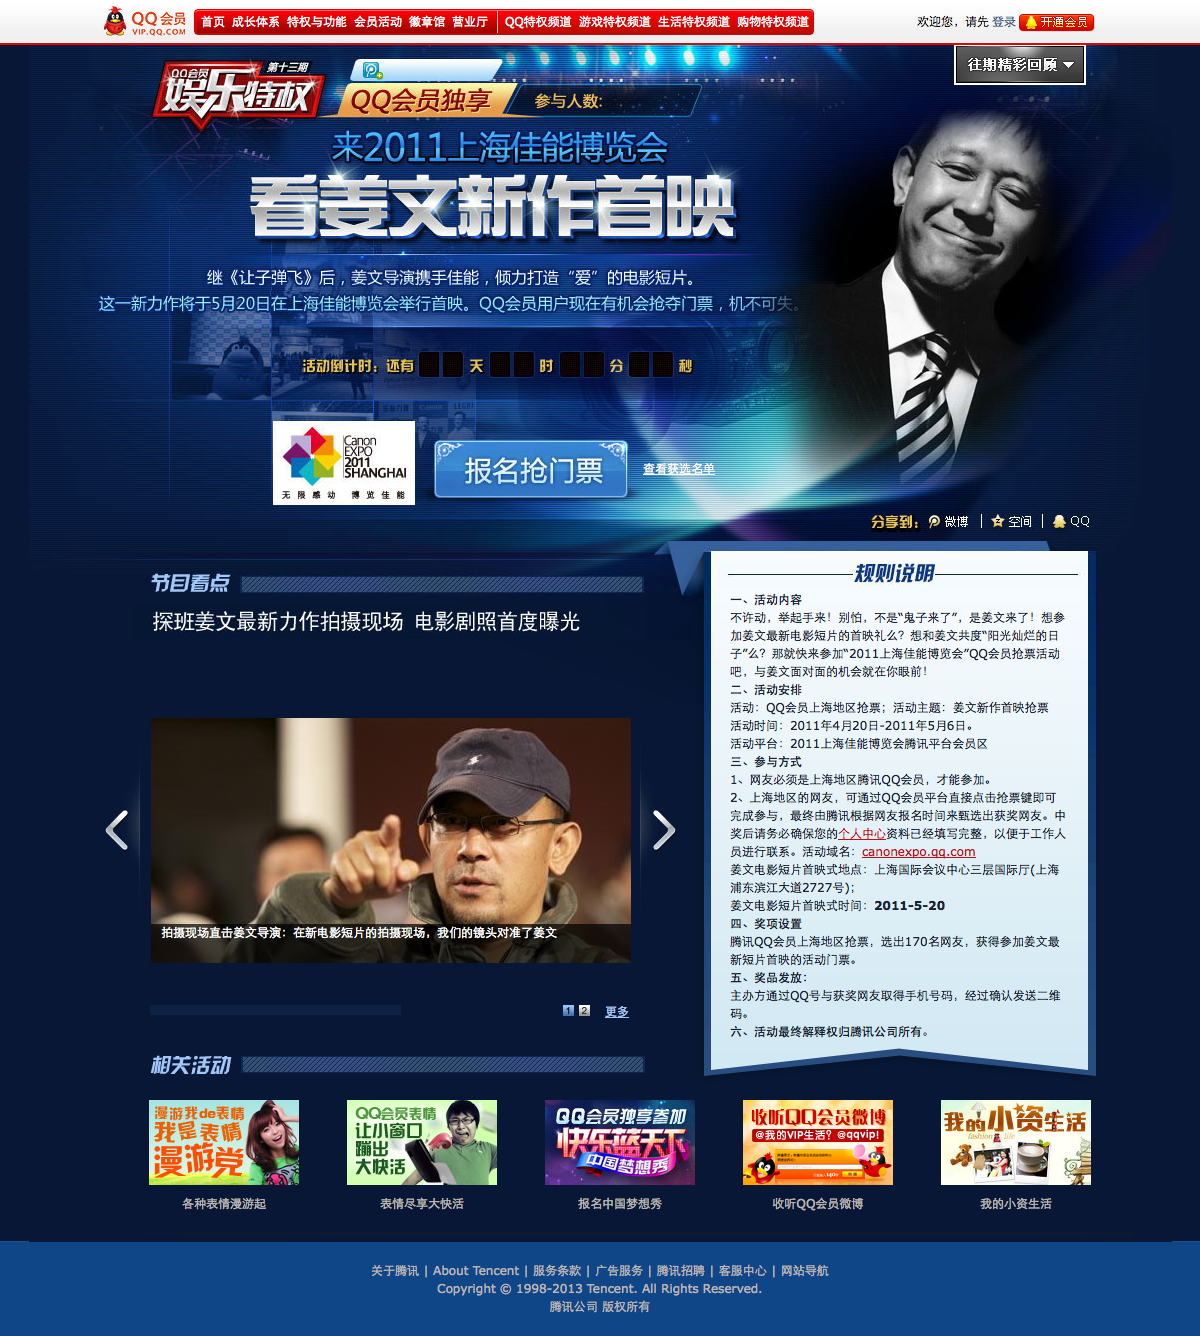 QQ会员
VIP.QQ.COM
首页 成长体系 特权与功能 会员活动 徽章馆 营业厅 QQ特权频道 游戏特权频道 生活特权频道 购物特权频道
欢迎您，请先 登录 开通会员
往期精彩回顾
QQ会员 第十三期
娱乐特权
QQ会员独享 参与人数:
来2011上海佳能博览会
看姜文新作首映
继《让子弹飞》后，姜文导演携手佳能，倾力打造“爱”的电影短片。
这一新力作将于5月20日在上海佳能博览会举行首映。QQ会员用户现在有机会抢夺门票，机不可失。
活动倒计时：还有 天 时 分 秒
Canon
EXPO
2011
SHANGHAI
无限感动 博览佳能
报名抢门票
查看获选名单
分享到： 微博 空间 QQ
节目看点
探班姜文最新力作拍摄现场 电影剧照首度曝光
拍摄现场直击姜文导演：在新电影短片的拍摄现场，我们的镜头对准了姜文
1 2 更多
规则说明
一、活动内容
不许动，举起手来！别怕，不是“鬼子来了”，是姜文来了！想参
加姜文最新电影短片的首映礼么？想和姜文共度“阳光灿烂的日
子”么？那就快来参加“2011上海佳能博览会”QQ会员抢票活动
吧，与姜文面对面的机会就在你眼前！
二、活动安排
活动：QQ会员上海地区抢票；活动主题：姜文新作首映抢票
活动时间：2011年4月20日-2011年5月6日。
活动平台：2011上海佳能博览会腾讯平台会员区
三、参与方式
1、网友必须是上海地区腾讯QQ会员，才能参加。
2、上海地区的网友，可通过QQ会员平台直接点击抢票键即可
完成参与，最终由腾讯根据网友报名时间来甄选出获奖网友。中
奖后请务必确保您的个人中心资料已经填写完整，以便于工作人
员进行联系。活动域名：canonexpo.qq.com
姜文电影短片首映式地点：上海国际会议中心三层国际厅(上海
浦东滨江大道2727号)；
姜文电影短片首映式时间：2011-5-20
四、奖项设置
腾讯QQ会员上海地区抢票，选出170名网友，获得参加姜文最
新短片首映的活动门票。
五、奖品发放：
主办方通过QQ号与获奖网友取得手机号码，经过确认发送二维
码。
六、活动最终解释权归腾讯公司所有。
相关活动
漫游我de表情
我是表情
漫游党
各种表情漫游起
QQ会员表情
让小窗口
蹦出
大快活
表情尽享大快活
QQ会员独享参加
快乐蓝天下
中国梦想秀
报名中国梦想秀
收听QQ会员微博
@我的VIP生活？@qqvip!
收听QQ会员微博
我的小资生活
fashion life
我的小资生活
关于腾讯 | About Tencent | 服务条款 | 广告服务 | 腾讯招聘 | 客服中心 | 网站导航
Copyright © 1998-2013 Tencent. All Rights Reserved.
腾讯公司 版权所有